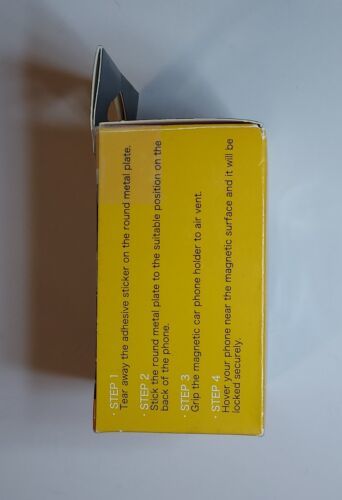 · STEP 1
Tear away the adhesive sticker on the round metal plate.
· STEP 2
Stick the round metal plate to the suitable position on the
back of the phone.
· STEP 3
Grip the magnetic car phone holder to air vent.
· STEP 4
Hover your phone near the magnetic surface and it will be
locked securely.